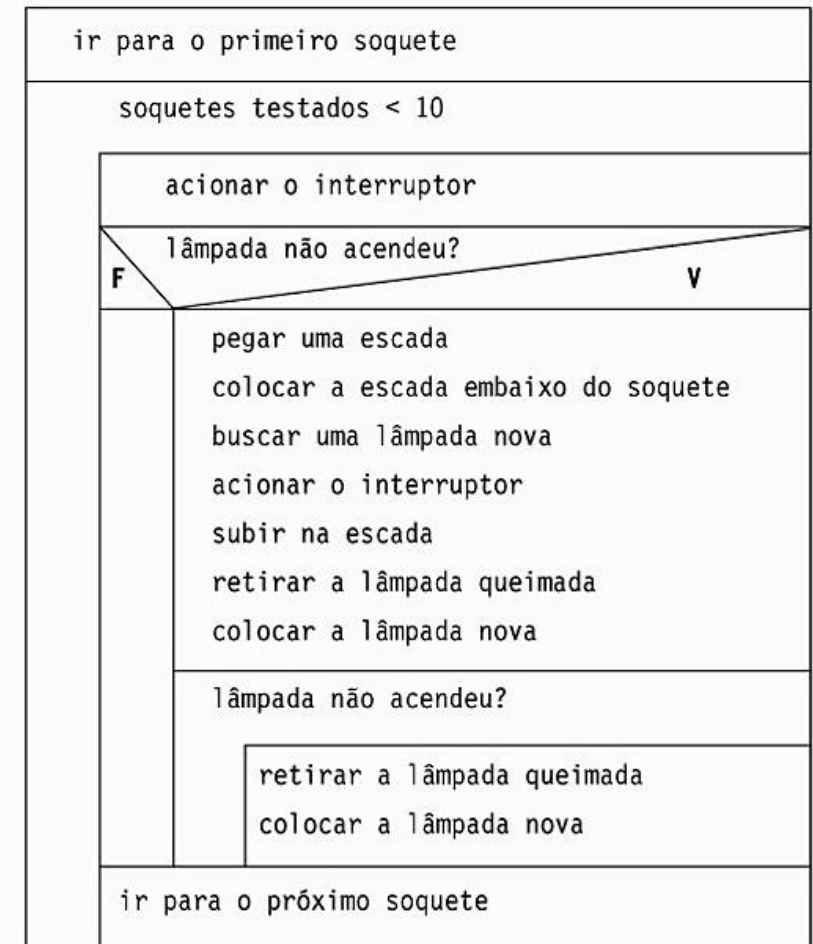 ir para o primeiro soquete
soquetes testados < 10
acionar o interruptor
lâmpada não acendeu?
F
V
pegar uma escada
colocar a escada embaixo do soquete
buscar uma lâmpada nova
acionar o interruptor
subir na escada
retirar a lâmpada queimada
colocar a lâmpada nova
lâmpada não acendeu?
retirar a lâmpada queimada
colocar a lâmpada nova
ir para o próximo soquete